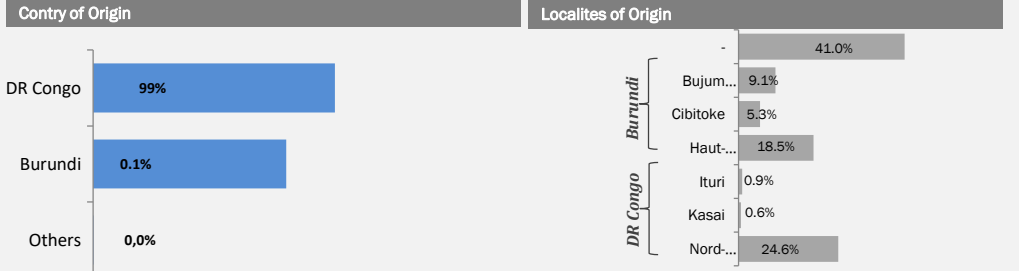 Contry of Origin
DR Congo 99%
Burundi 0.1%
Others 0,0%
Localites of Origin
- 41.0%
Burundi
Bujum... 9.1%
Cibitoke 5.3%
Haut-... 18.5%
DR Congo
Ituri 0.9%
Kasai 0.6%
Nord-... 24.6%